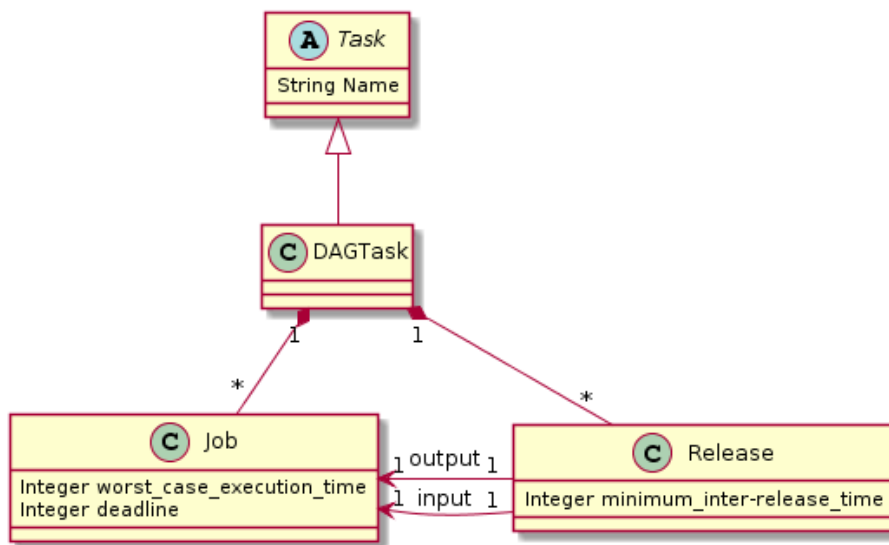 A Task
String Name
C DAGTask
1 1
* *
C Job
Integer worst_case_execution_time
Integer deadline
1 output 1
1 input 1
C Release
Integer minimum_inter-release_time